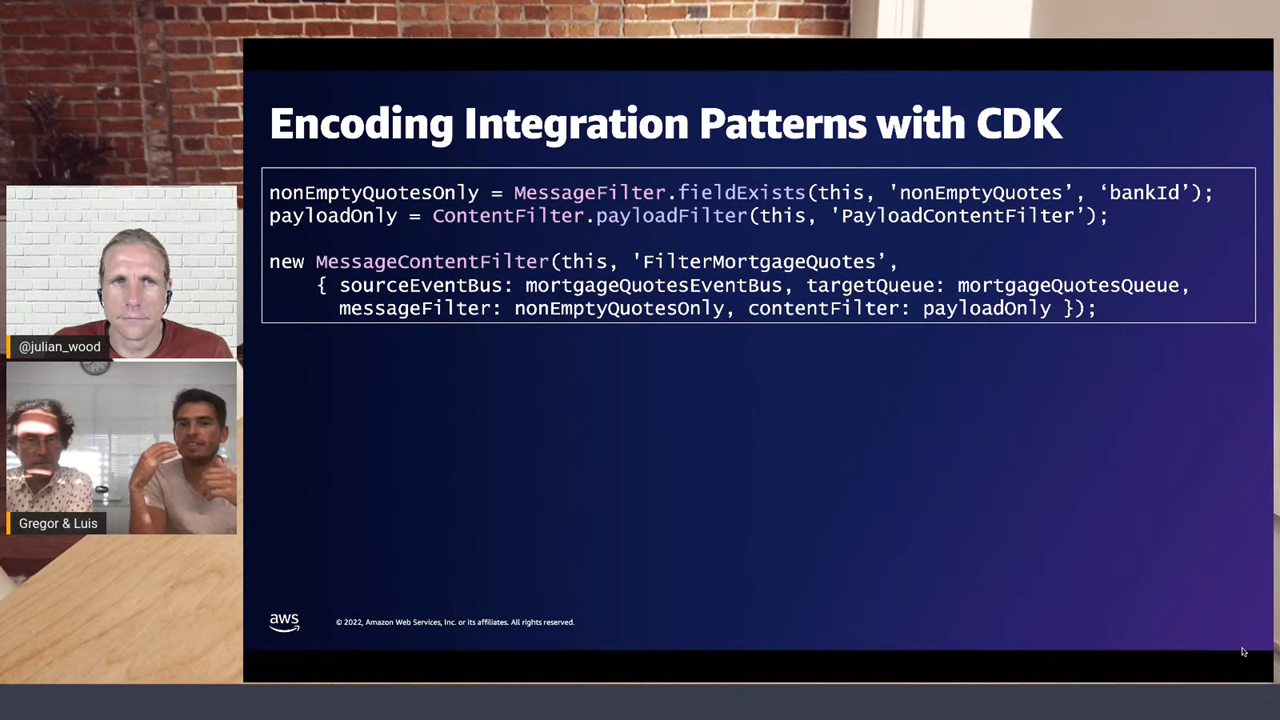 Encoding Integration Patterns with CDK
nonEmptyQuotesOnly = MessageFilter.fieldExists(this, 'nonEmptyQuotes’, ‘bankId’);
payloadOnly = ContentFilter.payloadFilter(this, 'PayloadContentFilter’);
new MessageContentFilter(this, 'FilterMortgageQuotes’,
{ sourceEventBus: mortgageQuotesEventBus, targetQueue: mortgageQuotesQueue,
messageFilter: nonEmptyQuotesOnly, contentFilter: payloadOnly });
@julian_wood
Gregor & Luis
aws
© 2022, Amazon Web Services, Inc. or its affiliates. All rights reserved.